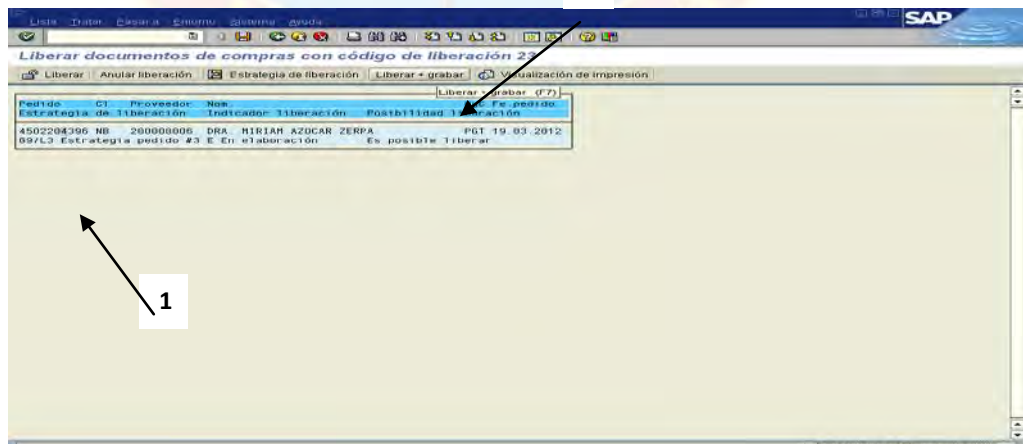 Lista Tratar Pasar a Entorno Sistema Ayuda
SAP
Liberar documentos de compras con código de liberación 23
Liberar Anular liberación Estrategia de liberación Liberar + grabar Visualización de impresión
Liberar + grabar (F7)
Pedido Cl Proveedor Nom. Fe.pedido
Estrategia de liberación Indicador liberación Posibilidad liberación
4502204396 NB 200000006 DRA. MIRIAM AZOCAR ZERPA PGT 19.03.2012
09/L3 Estrategia pedido #3 E En elaboración Es posible liberar
1